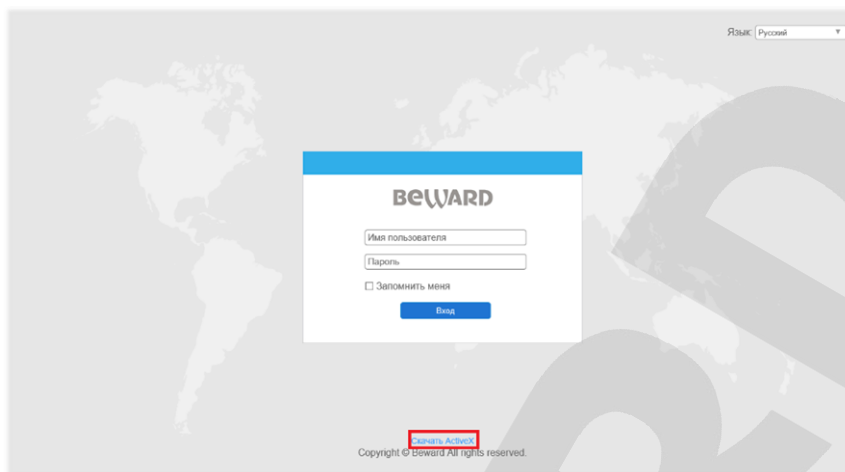 Язык: Русский
BEWARD
Имя пользователя
Пароль
Запомнить меня
Вход
Скачать ActiveX
Copyright © Beward All rights reserved.